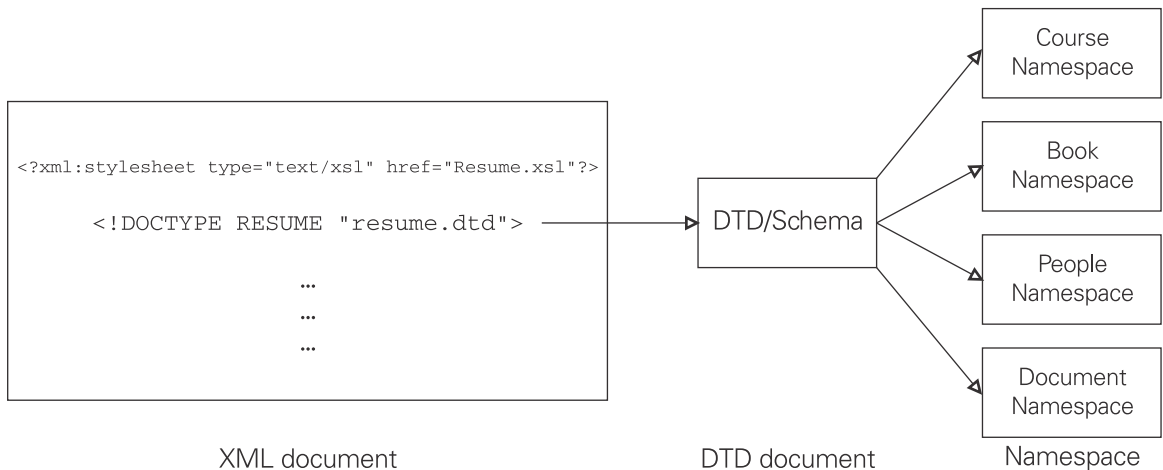 <?xml:stylesheet type="text/xsl" href="Resume.xsl"?>
<!DOCTYPE RESUME "resume.dtd">
...
...
...
XML document
DTD/Schema
DTD document
Course
Namespace
Book
Namespace
People
Namespace
Document
Namespace
Namespace